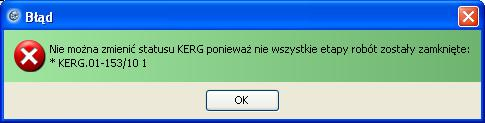 Błąd
Nie można zmienić statusu KERG ponieważ nie wszystkie etapy robót zostały zamknięte:
* KERG.01-153/10 1
OK